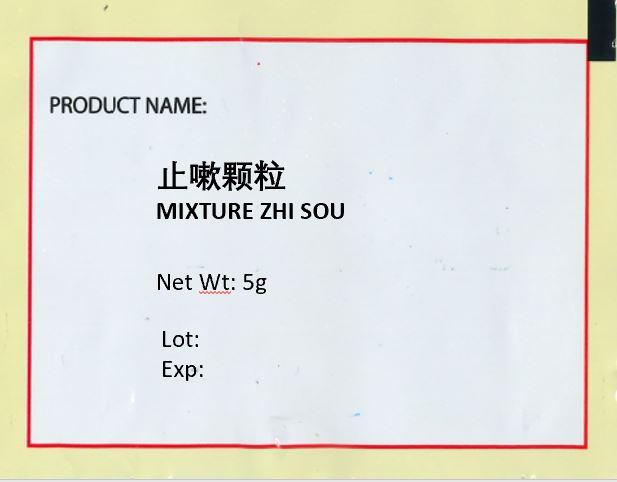 PRODUCT NAME:
止嗽颗粒
MIXTURE ZHI SOU
Net Wt: 5g
Lot:
Exp: